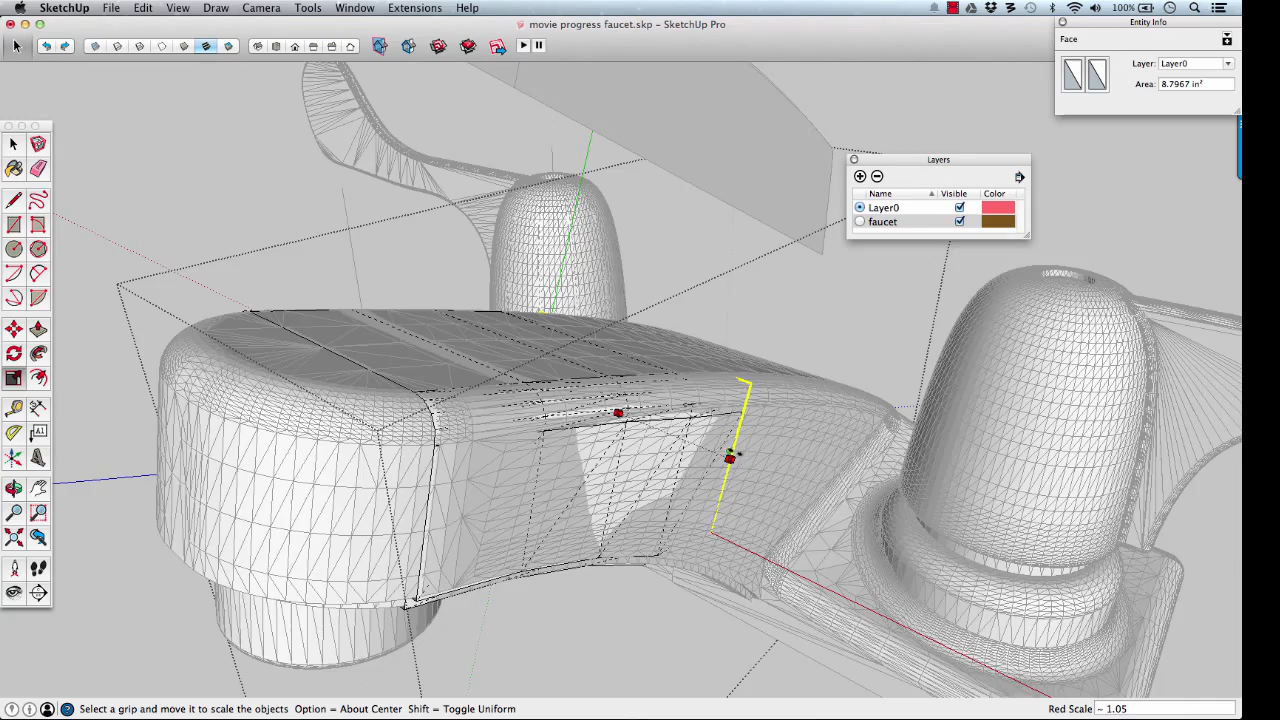 SketchUp File Edit View Draw Camera Tools Window Extensions Help 100%
movie progress faucet.skp - SketchUp Pro
Entity Info
Face
Layer: Layer0
Area: 8.7967 in²
Layers
Name Visible Color
Layer0
faucet
A1
Select a grip and move it to scale the objects Option = About Center Shift = Toggle Uniform Red Scale ~ 1.05